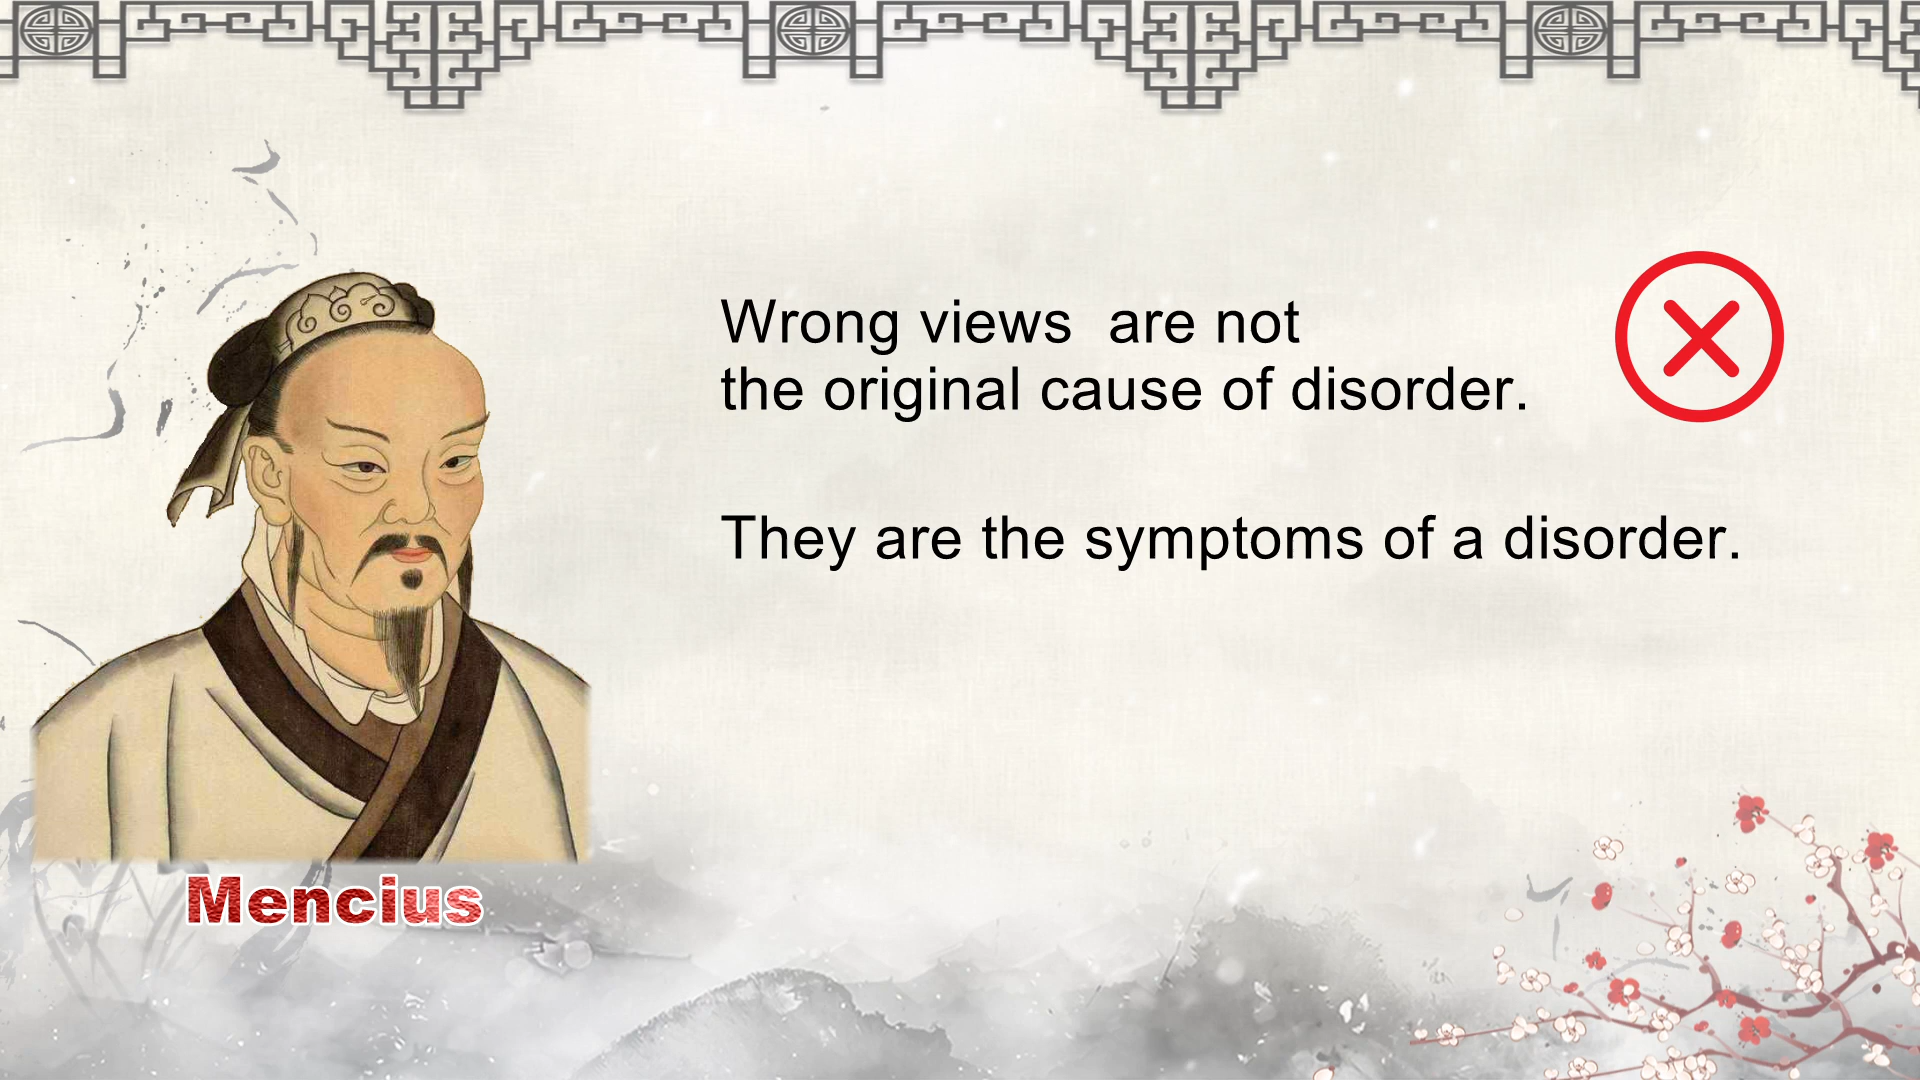 Wrong views  are not
the original cause of disorder.
They are the symptoms of a disorder.
Mencius